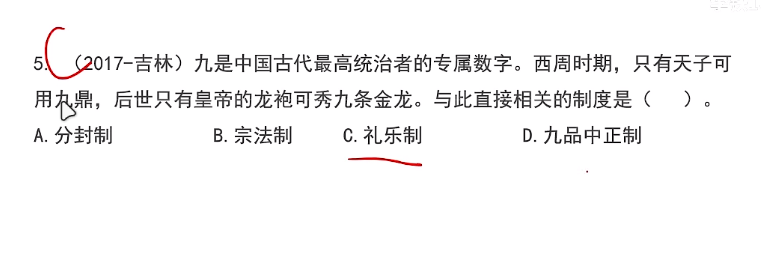 5. （2017-吉林）九是中国古代最高统治者的专属数字。西周时期，只有天子可
用九鼎，后世只有皇帝的龙袍可秀九条金龙。与此直接相关的制度是（    ）。
A.分封制 B.宗法制 C.礼乐制 D.九品中正制